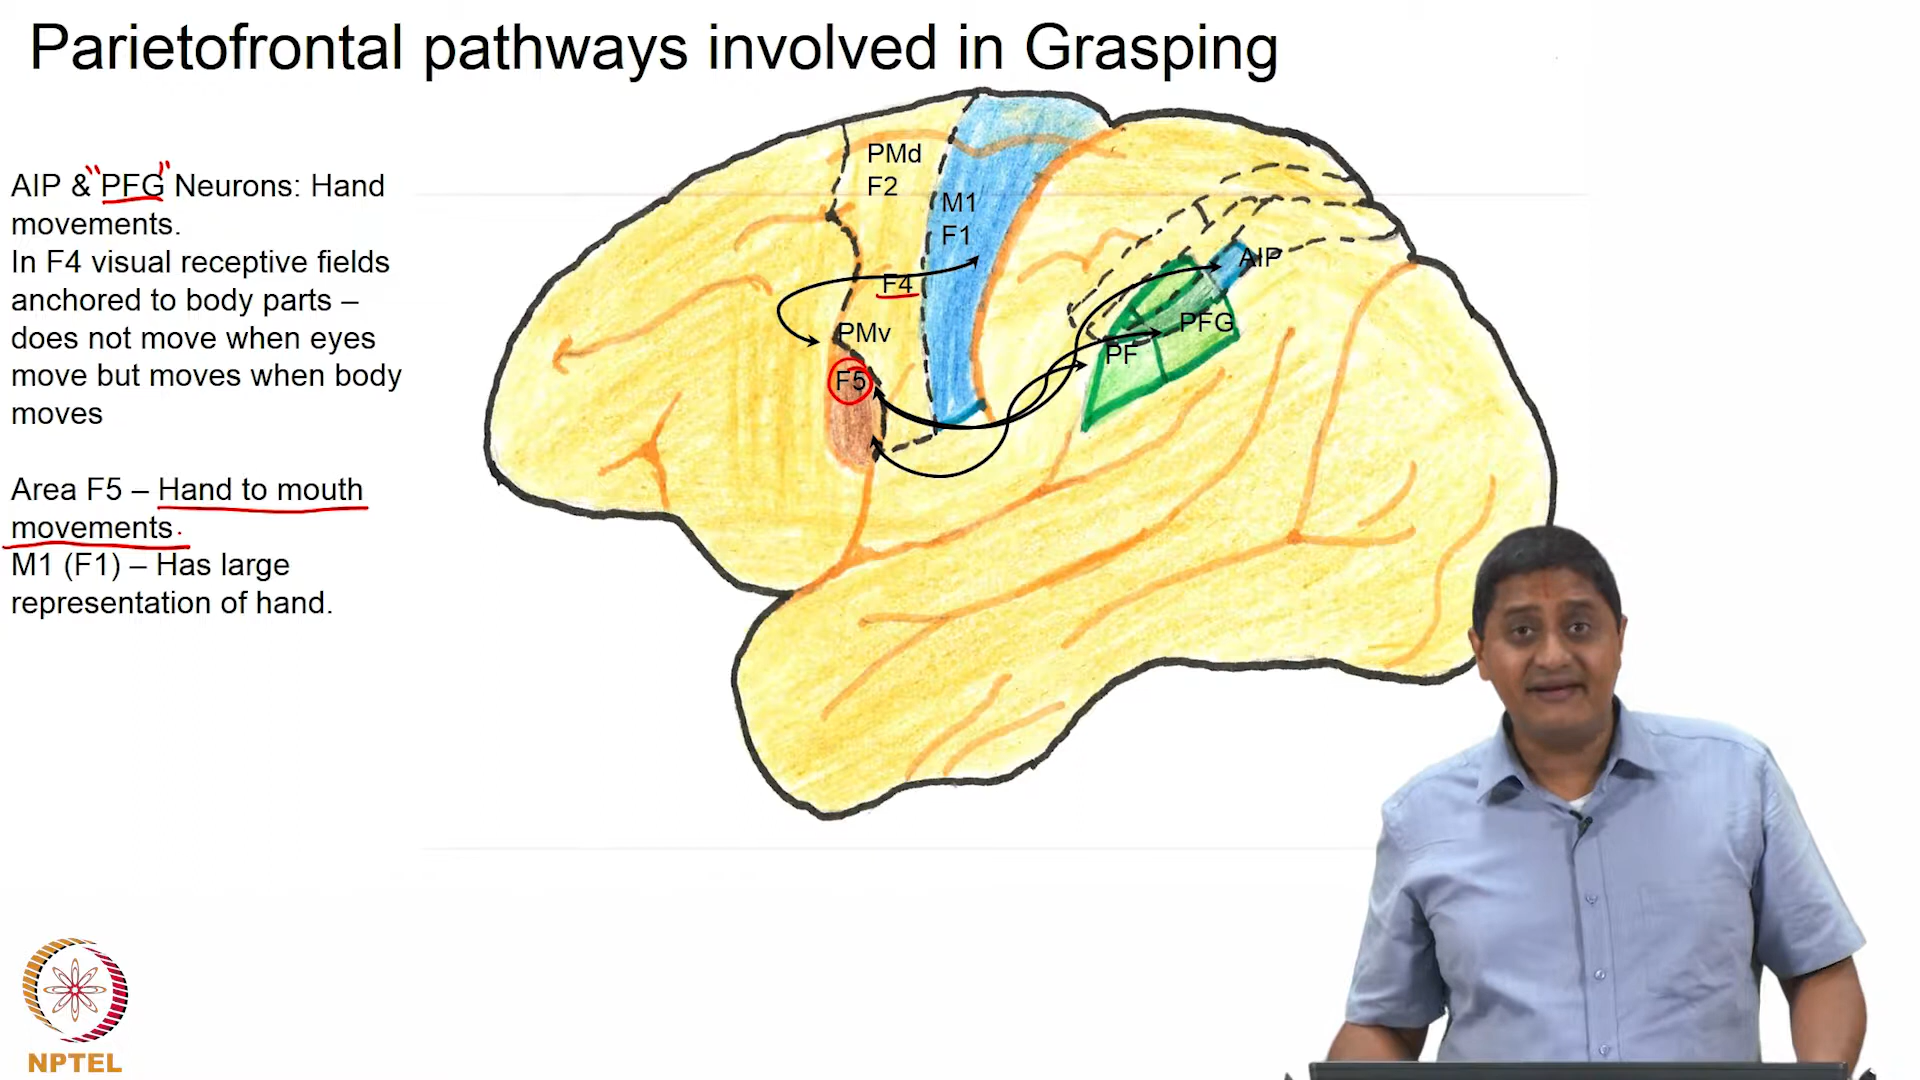 Parietofrontal pathways involved in Grasping
AIP & "PFG" Neurons: Hand
movements.
In F4 visual receptive fields
anchored to body parts –
does not move when eyes
move but moves when body
moves
Area F5 – Hand to mouth
movements.
M1 (F1) – Has large
representation of hand.
PMd
F2
M1
F1
F4
PMv
F5
AIP
PFG
PF
NPTEL